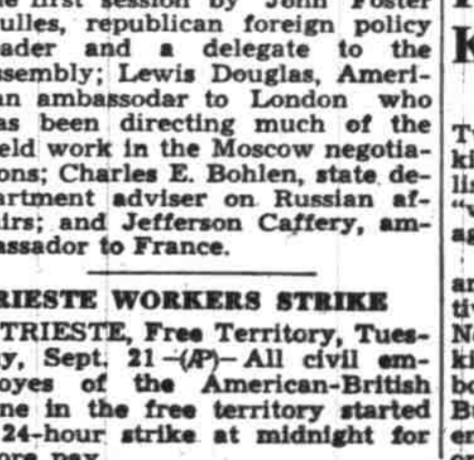 first session by John Foster
ulles, republican foreign policy
ader and a delegate to the
ssembly; Lewis Douglas, Ameri-
an ambassodar to London who
as been directing much of the
eld work in the Moscow negotia-
ons; Charles E. Bohlen, state de-
artment adviser on Russian af-
irs; and Jefferson Caffery, am-
assador to France.
RIESTE WORKERS STRIKE
TRIESTE, Free Territory, Tues-
y, Sept. 21 -(AP)- All civil em-
oyes of the American-British
ne in the free territory started
24-hour strike at midnight for
ore pay